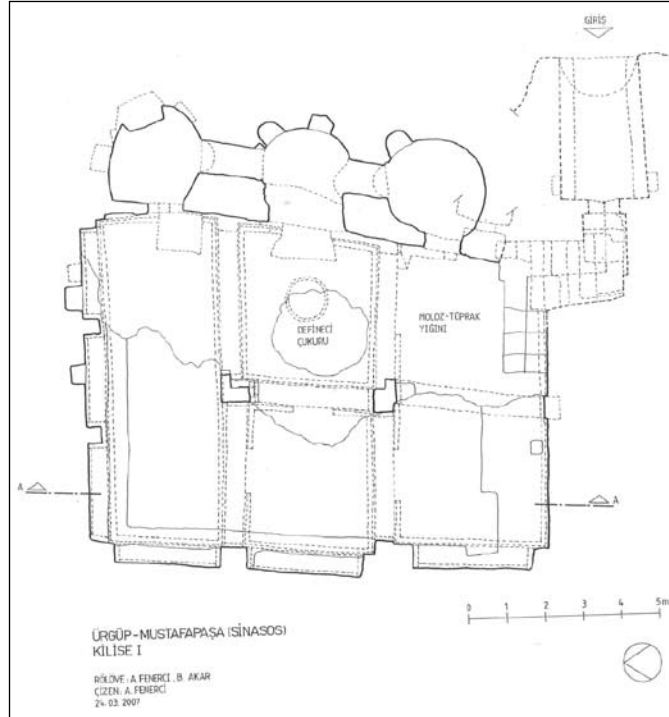 GİRİŞ
DEFİNECİ
ÇUKURU
MOLOZ-TOPRAK
YIĞINI
A
A
0 1 2 3 4 5m
ÜRGÜP-MUSTAFAPAŞA (SİNASOS)
KİLİSE I
RÖLÖVE: A. FENERCİ, B. AKAR
ÇİZEN: A. FENERCİ
24.03.2007